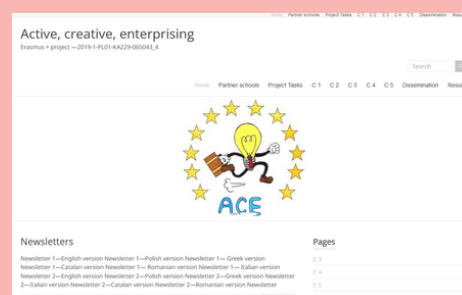 Home Partner schools Project Tasks C 1 C 2 C 3 C 4 C 5 Dissemination
Active, creative, enterprising
Erasmus + project —2019-1-PL01-KA229-065043_4
Search
Home Partner schools Project Tasks C 1 C 2 C 3 C 4 C 5 Dissemination Resul
ACE
Newsletters
Newsletter 1—English version Newsletter 1—Polish version Newsletter 1— Greek version
Newsletter 1—Catalan version Newsletter 1— Romanian version Newsletter 1— Italian version
Newsletter 2—English version Newsletter 2—Polish version Newsletter 2—Greek version Newsletter
2—Italian version Newsletter 2—Catalan version Newsletter 2—Romanian version Newsletter
Pages
C 3
C 4
C 5